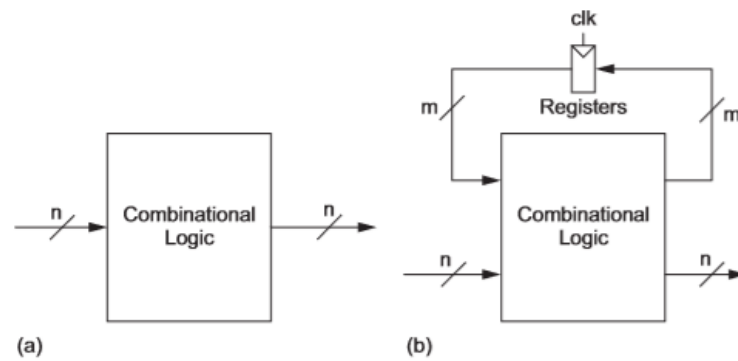 clk
m
Registers
m
n
Combinational
Logic
n
(a)
n
Combinational
Logic
n
(b)